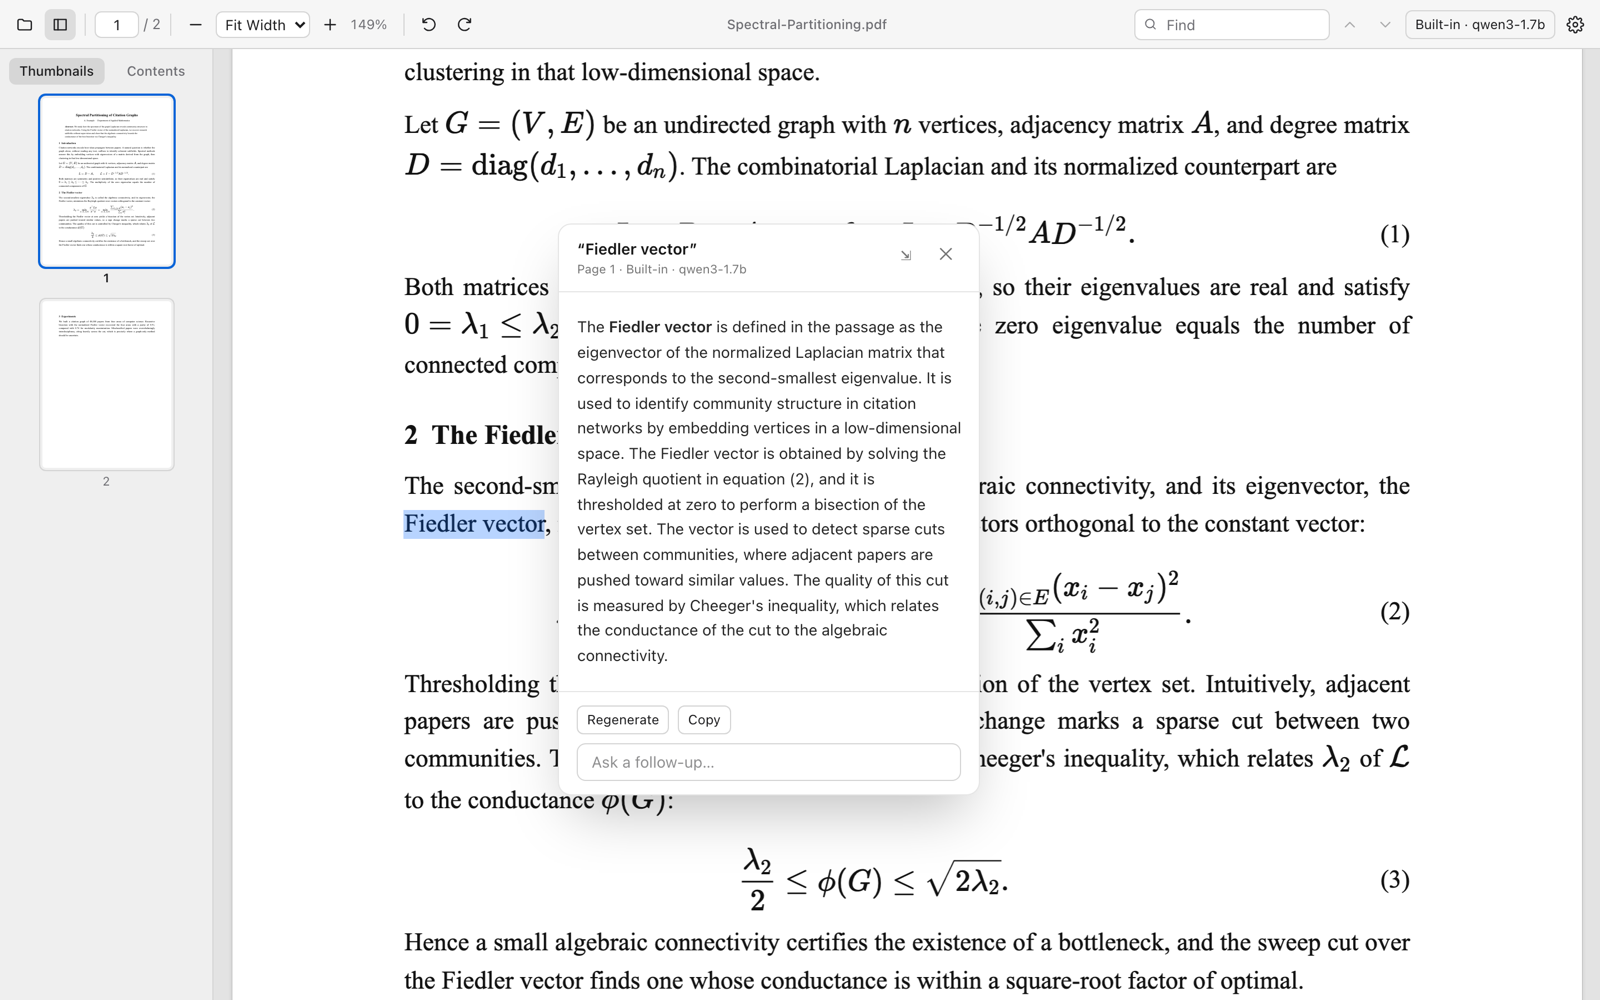 1 / 2 Fit Width 149% Spectral-Partitioning.pdf Find Built-in · qwen3-1.7b
Thumbnails Contents
Spectral Partitioning of Citation Graphs
1
2
clustering in that low-dimensional space.
Let G = (V, E) be an undirected graph with n vertices, adjacency matrix A, and degree matrix
D = diag(d₁, . . . , dₙ). The combinatorial Laplacian and its normalized counterpart are
⁻¹/²AD⁻¹/². (1)
Both matrices , so their eigenvalues are real and satisfy
0 = λ₁ ≤ λ₂ zero eigenvalue equals the number of
connected
2 The
The raic connectivity, and its eigenvector, the
Fiedler vector, tors orthogonal to the constant vector:
(i,j)∈E(xᵢ − xⱼ)²
∑ᵢ xᵢ² . (2)
Thresholding ion of the vertex set. Intuitively, adjacent
papers are change marks a sparse cut between two
communities. heeger's inequality, which relates λ₂ of ℒ
to the conductance ϕ(G):
λ₂/2 ≤ ϕ(G) ≤ √2λ₂. (3)
Hence a small algebraic connectivity certifies the existence of a bottleneck, and the sweep cut over
the Fiedler vector finds one whose conductance is within a square-root factor of optimal.
“Fiedler vector”
Page 1 · Built-in · qwen3-1.7b
The Fiedler vector is defined in the passage as the
eigenvector of the normalized Laplacian matrix that
corresponds to the second-smallest eigenvalue. It is
used to identify community structure in citation
networks by embedding vertices in a low-dimensional
space. The Fiedler vector is obtained by solving the
Rayleigh quotient in equation (2), and it is
thresholded at zero to perform a bisection of the
vertex set. The vector is used to detect sparse cuts
between communities, where adjacent papers are
pushed toward similar values. The quality of this cut
is measured by Cheeger's inequality, which relates
the conductance of the cut to the algebraic
connectivity.
Regenerate Copy
Ask a follow-up...